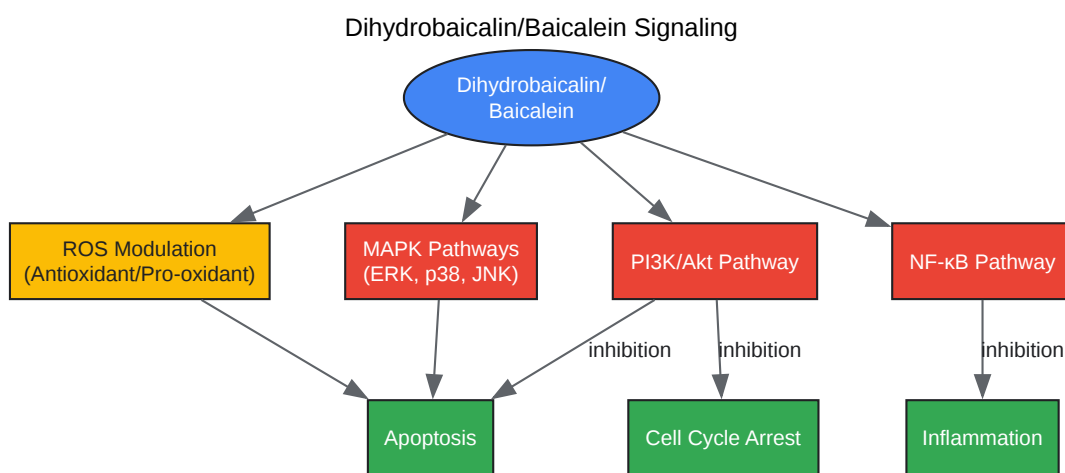 Dihydrobaicalin/Baicalein Signaling
Dihydrobaicalin/
Baicalein
ROS Modulation
(Antioxidant/Pro-oxidant)
MAPK Pathways
(ERK, p38, JNK)
PI3K/Akt Pathway
NF-κB Pathway
inhibition
inhibition
inhibition
Apoptosis
Cell Cycle Arrest
Inflammation